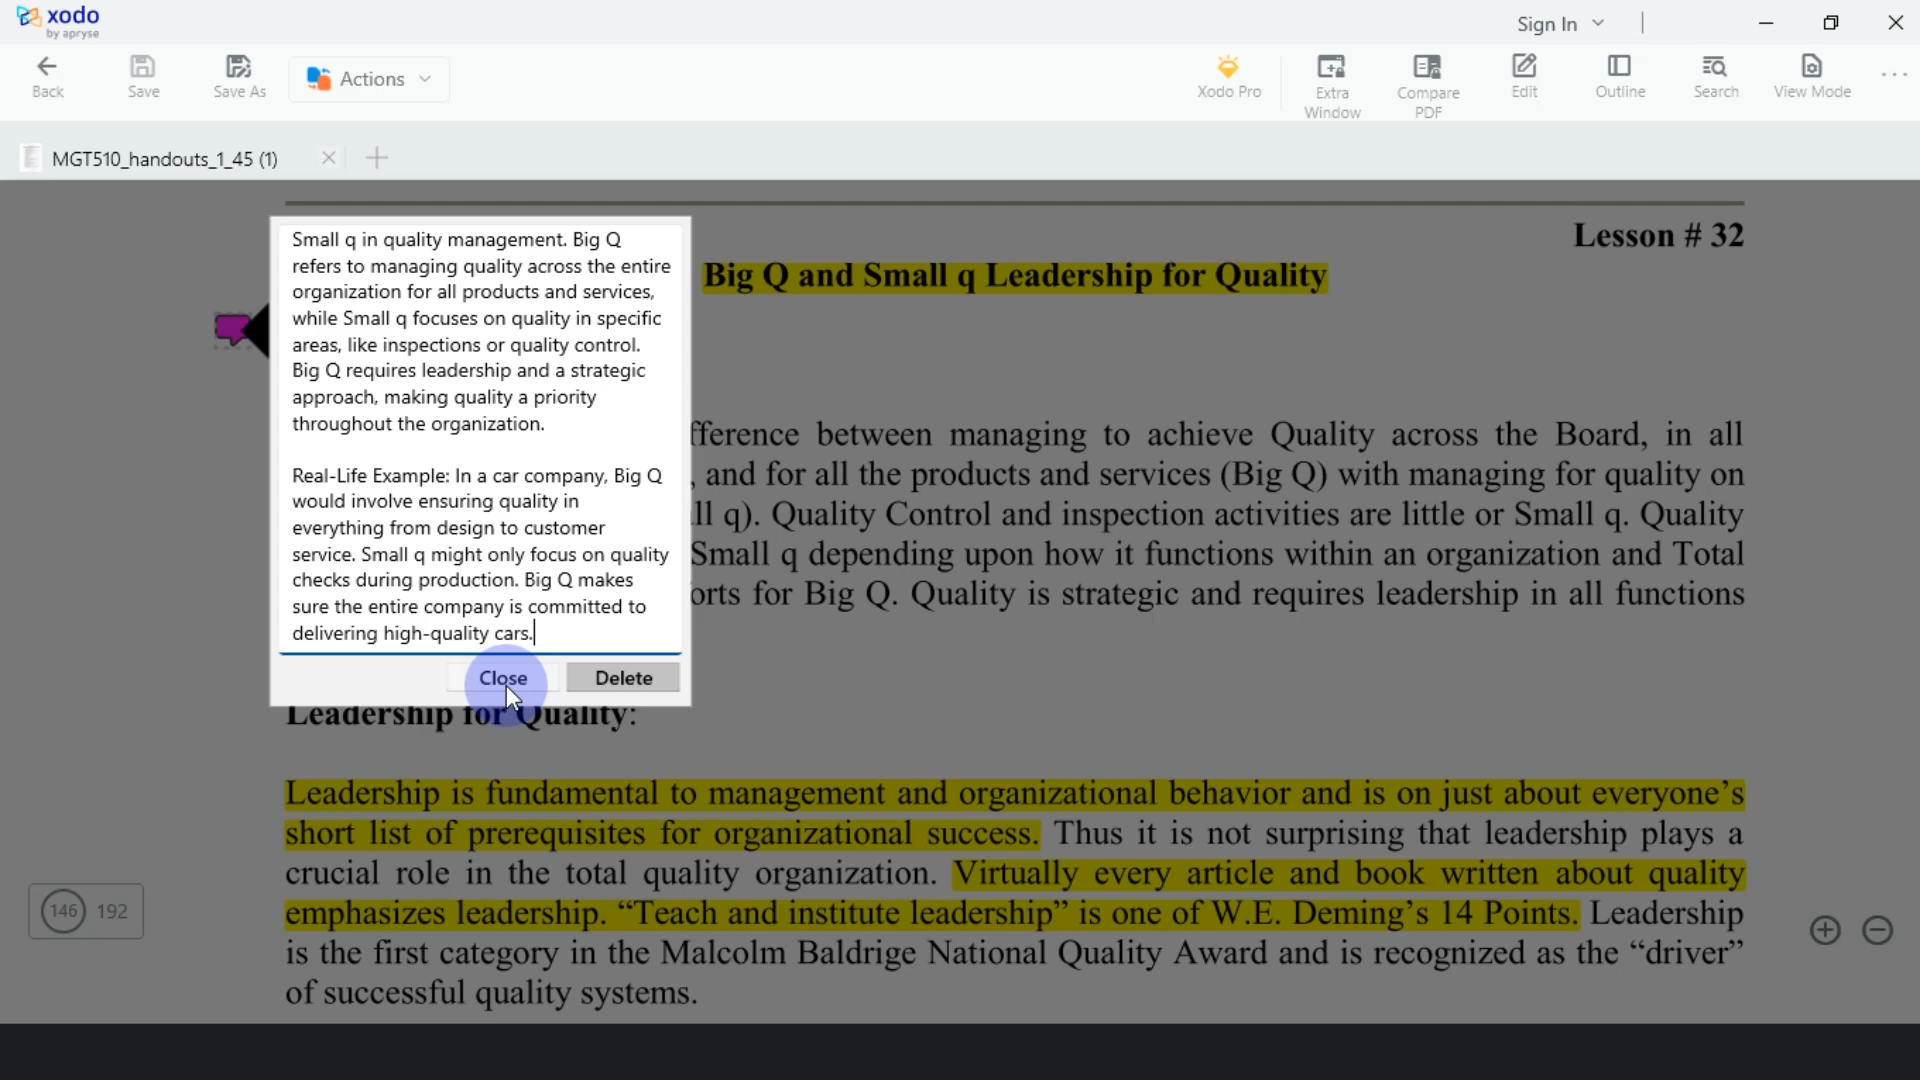 xodo
by apryse
Sign In
Back
Save
Save As
Actions
Xodo Pro
Extra
Window
Compare
PDF
Edit
Outline
Search
View Mode
MGT510_handouts_1_45 (1)
Lesson # 32
Big Q and Small q Leadership for Quality
Small q in quality management. Big Q
refers to managing quality across the entire
organization for all products and services,
while Small q focuses on quality in specific
areas, like inspections or quality control.
Big Q requires leadership and a strategic
approach, making quality a priority
throughout the organization.
Real-Life Example: In a car company, Big Q
would involve ensuring quality in
everything from design to customer
service. Small q might only focus on quality
checks during production. Big Q makes
sure the entire company is committed to
delivering high-quality cars.
Close
Delete
between managing to achieve Quality across the Board, in all
, and for all the products and services (Big Q) with managing for quality on
q). Quality Control and inspection activities are little or Small q. Quality
Small q depending upon how it functions within an organization and Total
for Big Q. Quality is strategic and requires leadership in all functions
Leadership for Quality:
Leadership is fundamental to management and organizational behavior and is on just about everyone’s
short list of prerequisites for organizational success. Thus it is not surprising that leadership plays a
crucial role in the total quality organization. Virtually every article and book written about quality
emphasizes leadership. “Teach and institute leadership” is one of W.E. Deming’s 14 Points. Leadership
is the first category in the Malcolm Baldrige National Quality Award and is recognized as the “driver”
of successful quality systems.
146 192